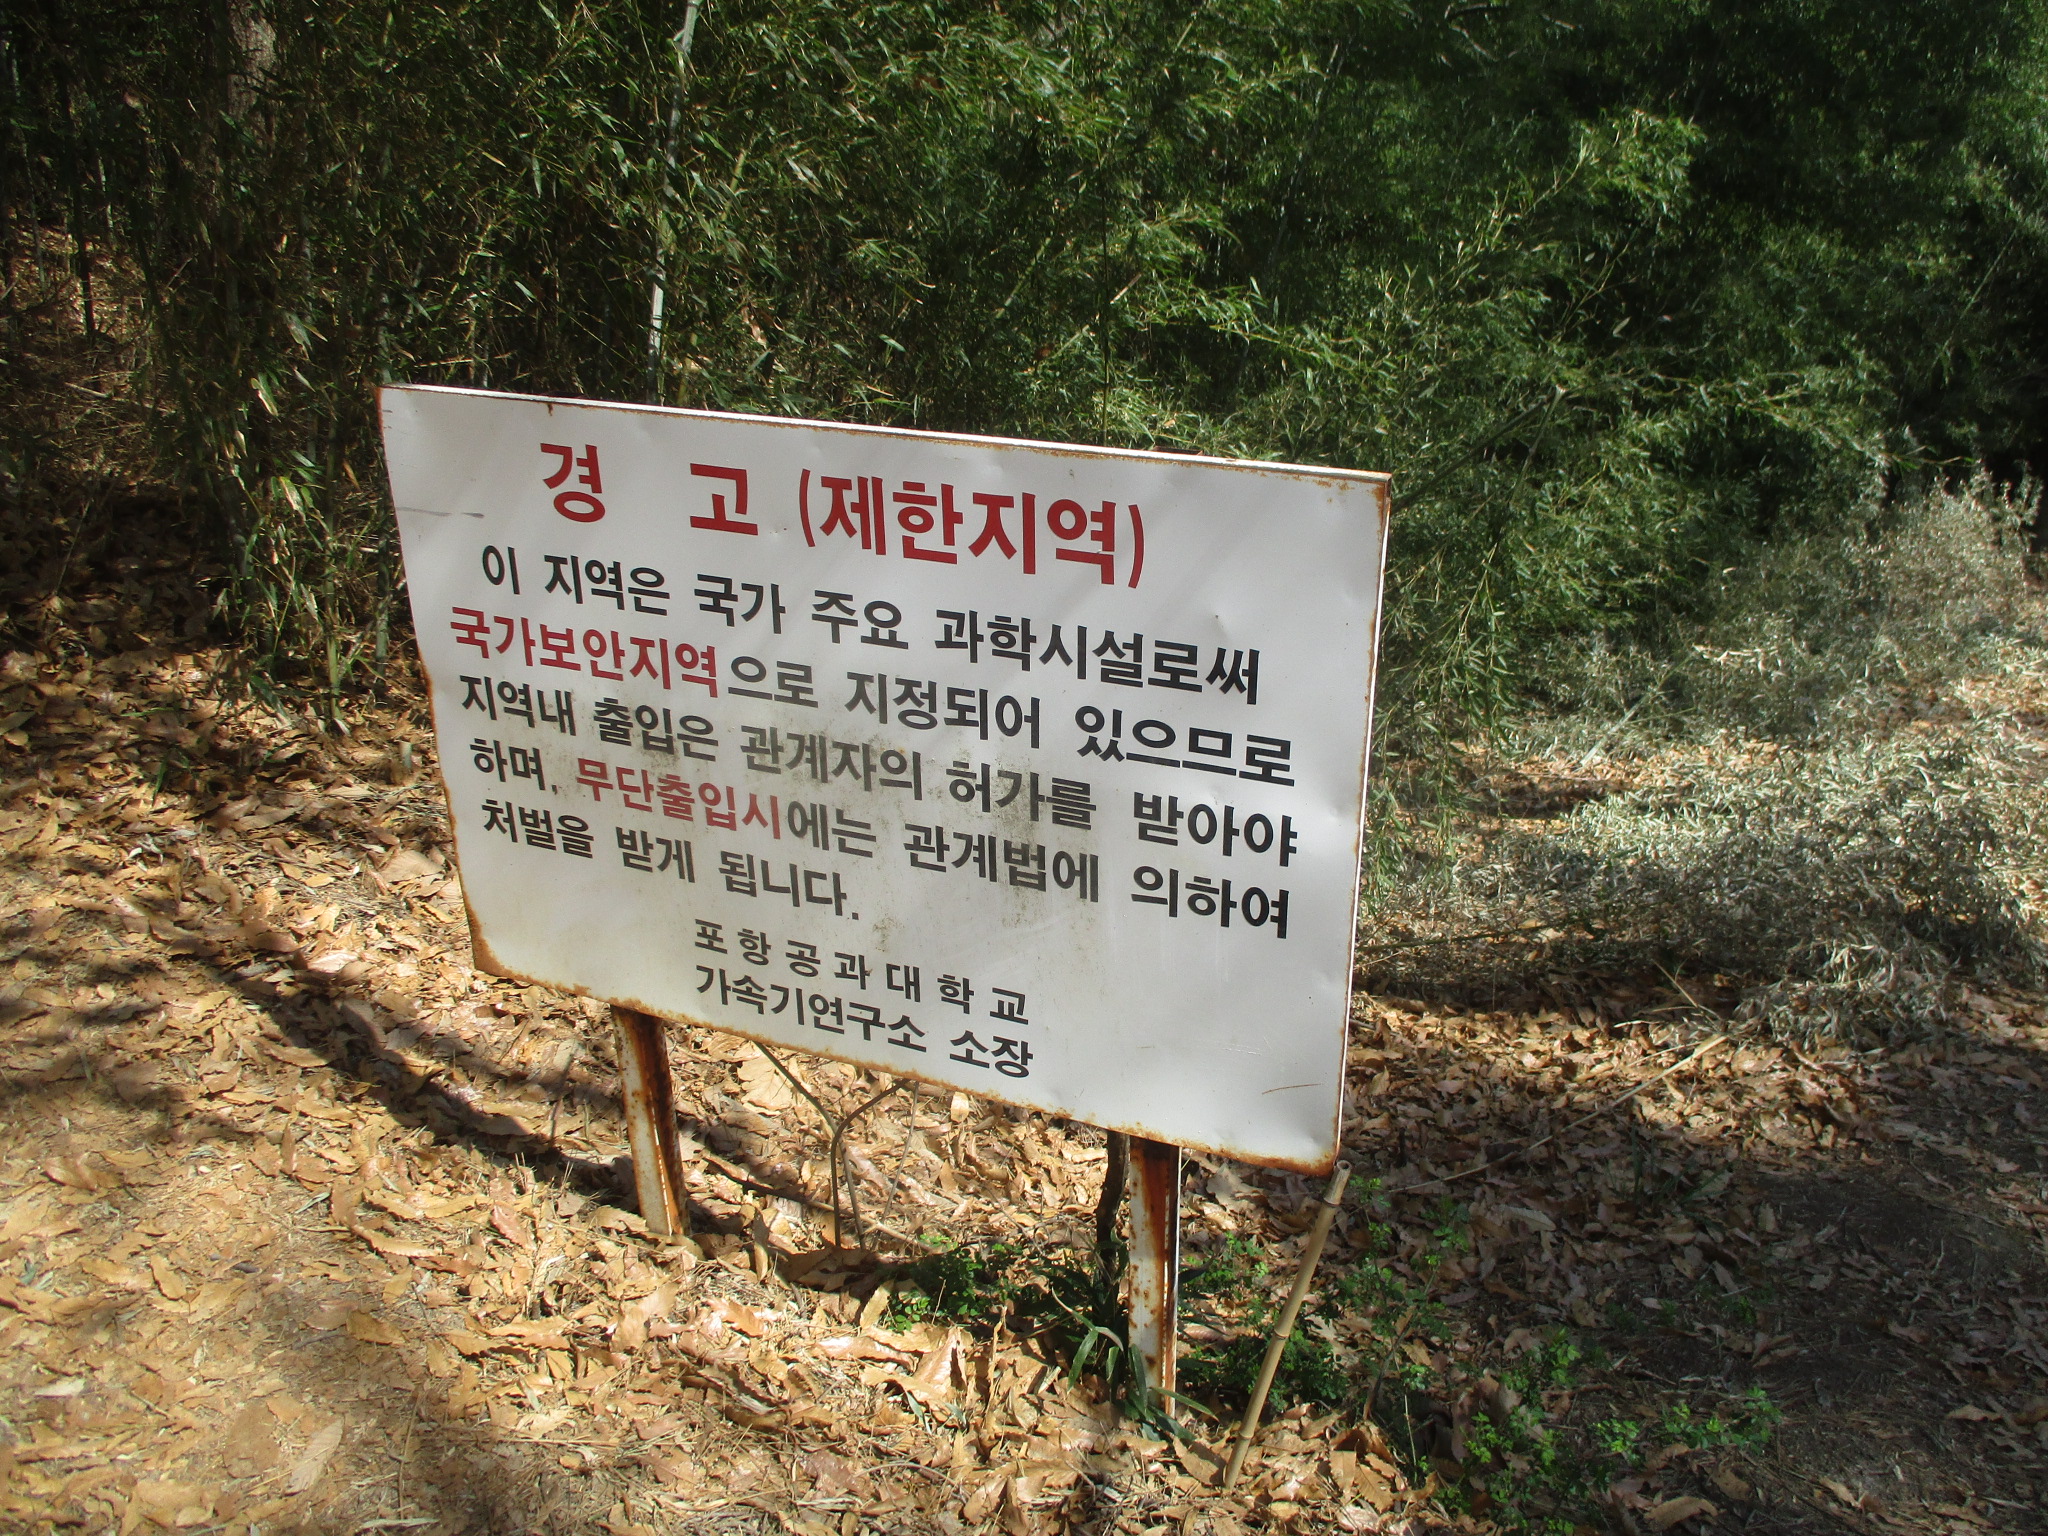 경 고 (제한지역)
이 지역은 국가 주요 과학시설로써
국가보안지역으로 지정되어 있으므로
지역내 출입은 관계자의 허가를 받아야
하며, 무단출입시에는 관계법에 의하여
처벌을 받게 됩니다.
포항공과대학교
가속기연구소 소장